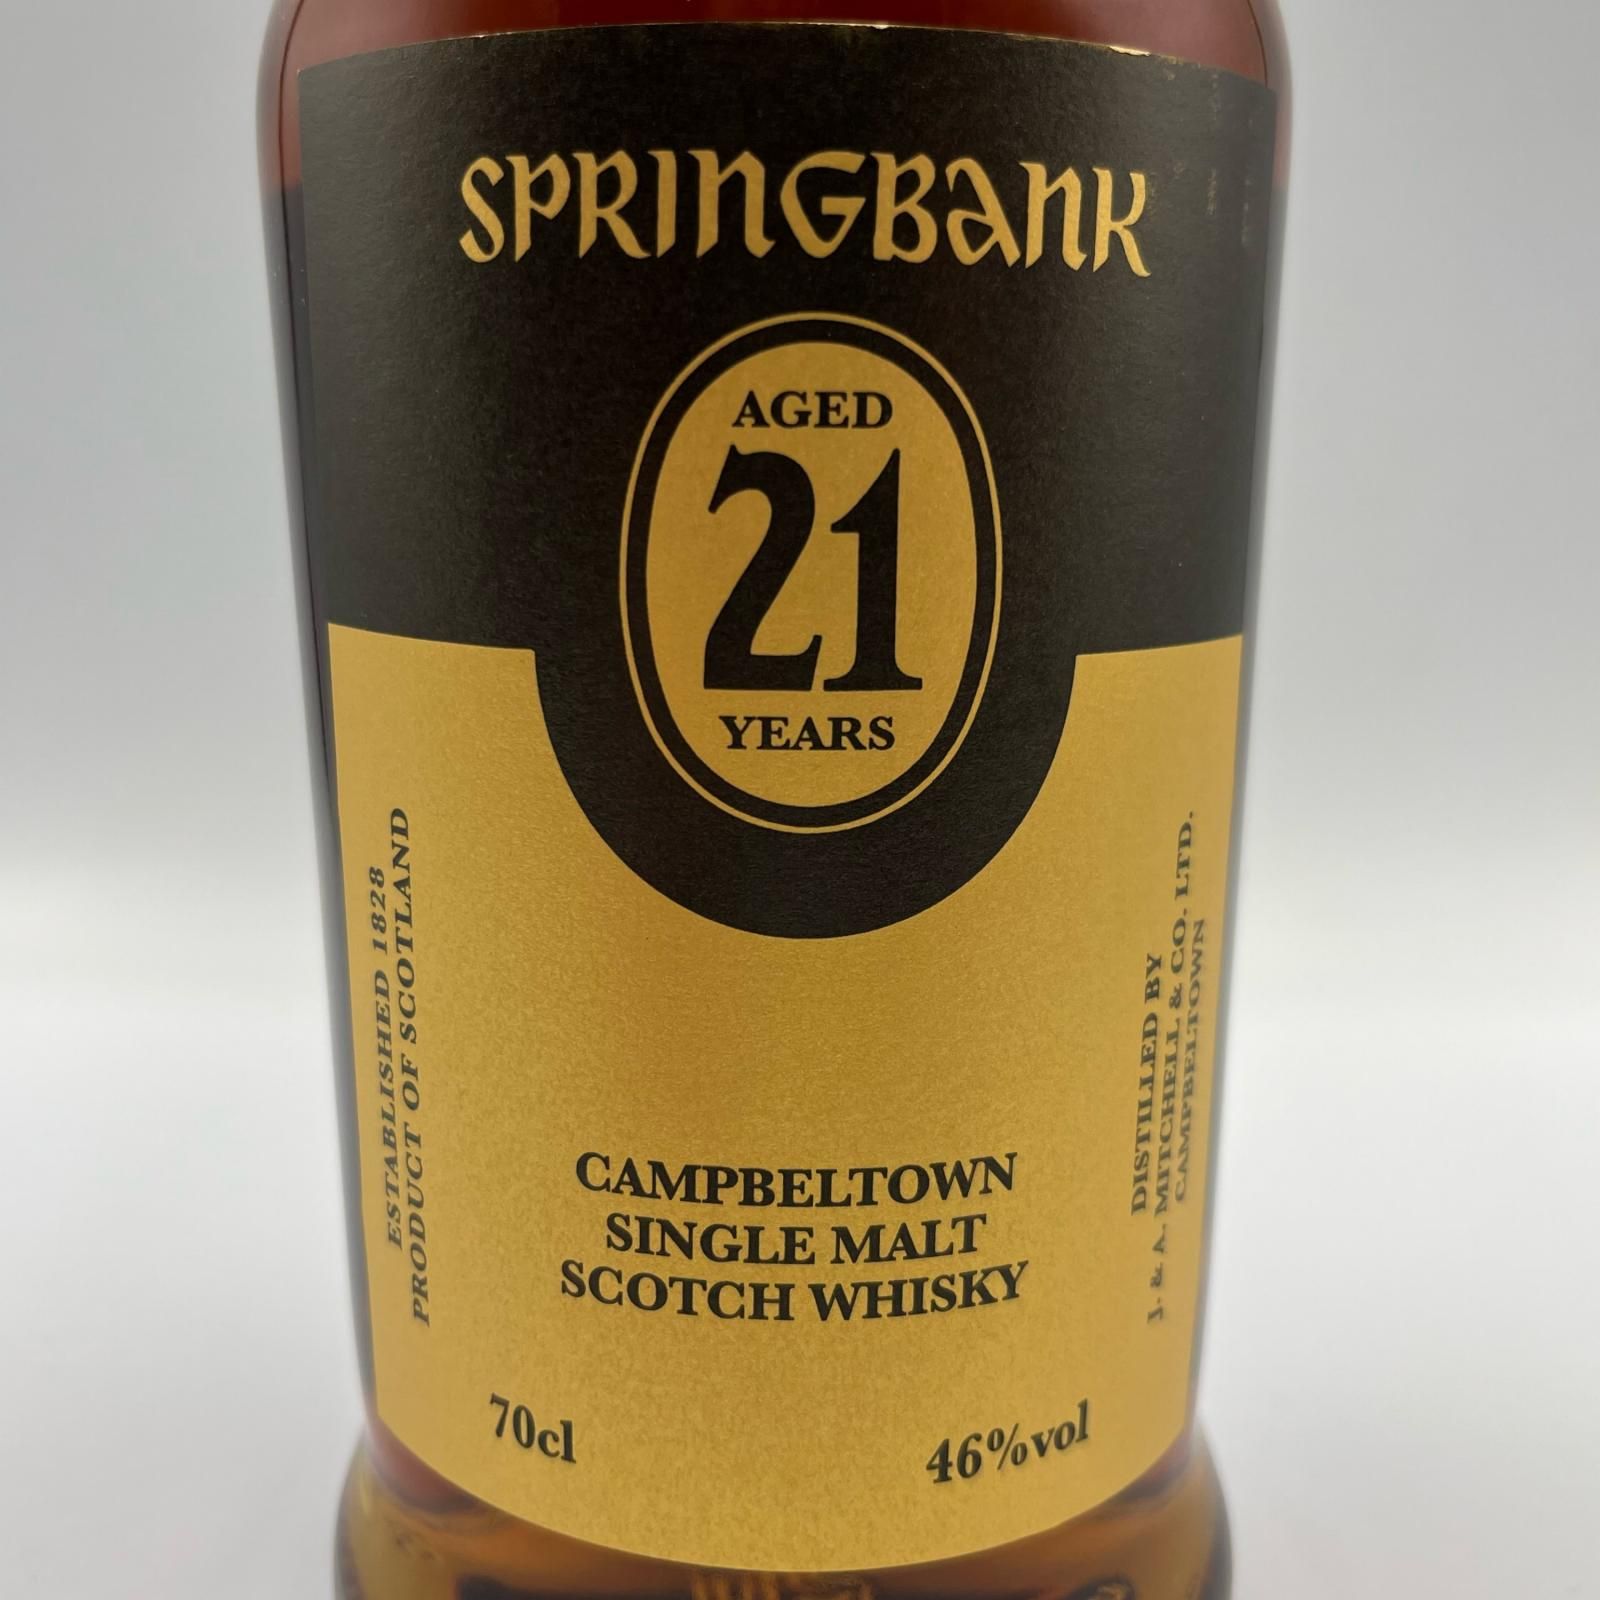 SPRINGBANK
AGED
21
YEARS
ESTABLISHED 1828
PRODUCT OF SCOTLAND
DISTILLED BY
J. & A. MITCHELL & CO. LTD.
CAMPBELTOWN
CAMPBELTOWN
SINGLE MALT
SCOTCH WHISKY
70cl
46%vol